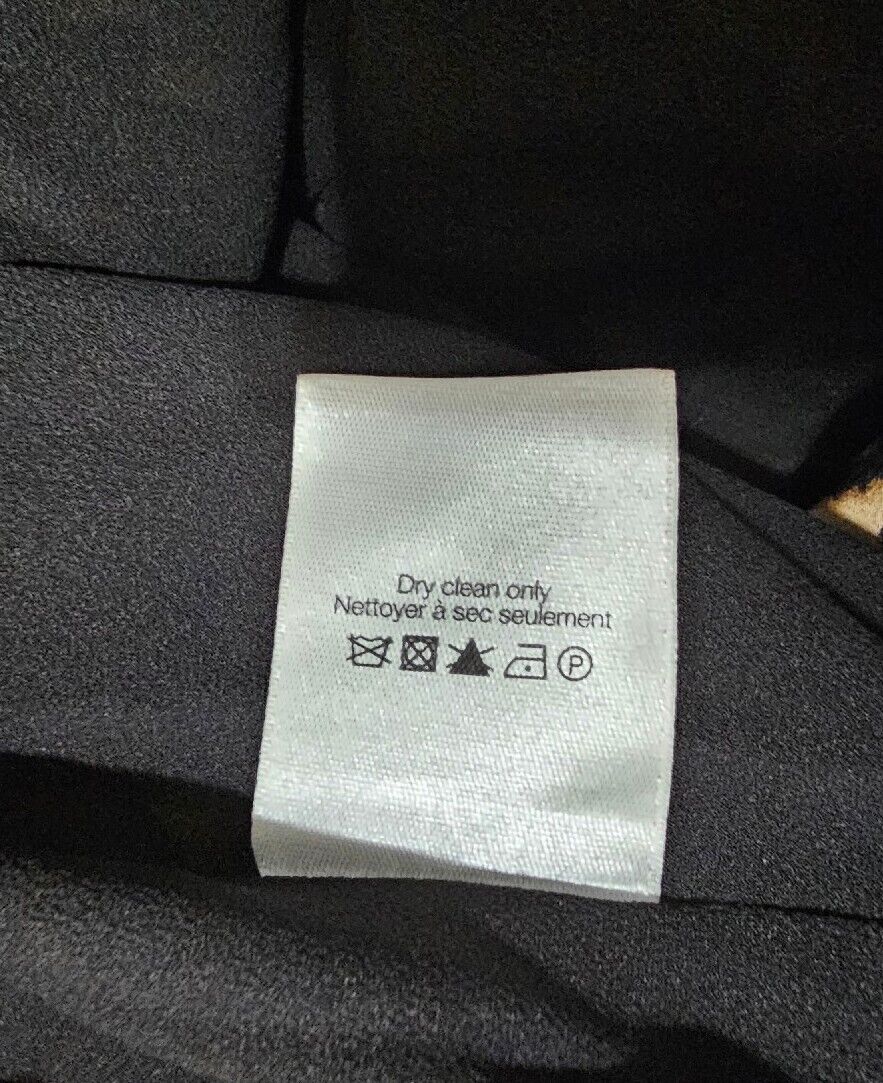 Dry clean only
Nettoyer à sec seulement
P